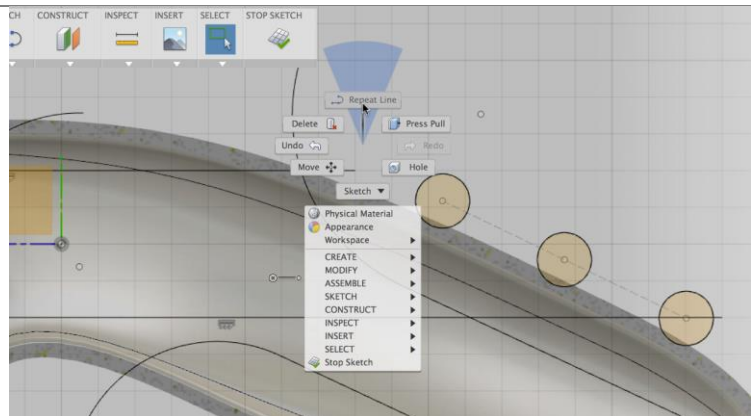 CH CONSTRUCT INSPECT INSERT SELECT STOP SKETCH
Repeat Line
Delete Press Pull
Undo Redo
Move Hole
Sketch
Physical Material
Appearance
Workspace
CREATE
MODIFY
ASSEMBLE
SKETCH
CONSTRUCT
INSPECT
INSERT
SELECT
Stop Sketch